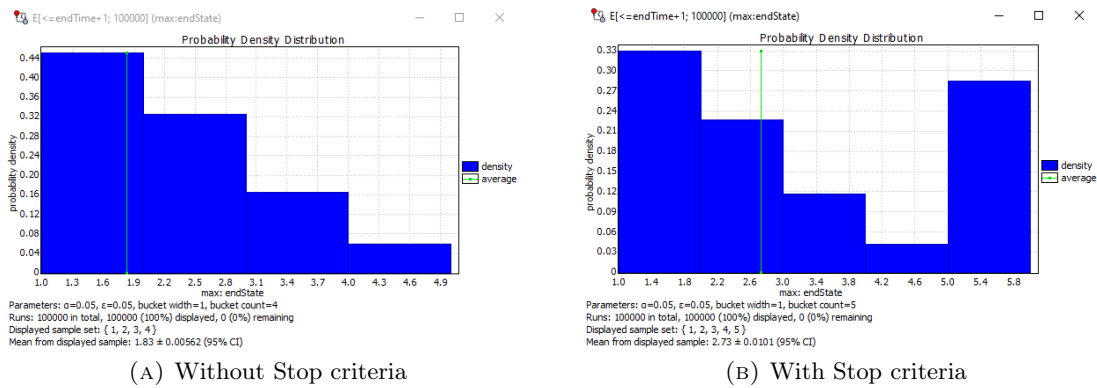 E[<=endTime+1; 100000] (max:endState)
Probability Density Distribution
probability density
0.44
0.40
0.36
0.32
0.28
0.24
0.20
0.16
0.12
0.08
0.04
0
1.0 1.3 1.6 1.9 2.2 2.5 2.8 3.1 3.4 3.7 4.0 4.3 4.6 4.9
max: endState
density
average
Parameters: α=0.05, ε=0.05, bucket width=1, bucket count=4
Runs: 100000 in total, 100000 (100%) displayed, 0 (0%) remaining
Displayed sample set: { 1, 2, 3, 4 }
Mean from displayed sample: 1.83 ± 0.00562 (95% CI)
(A) Without Stop criteria
E[<=endTime+1; 100000] (max:endState)
Probability Density Distribution
probability density
0.33
0.30
0.27
0.24
0.21
0.18
0.15
0.12
0.09
0.06
0.03
0
1.0 1.4 1.8 2.2 2.6 3.0 3.4 3.8 4.2 4.6 5.0 5.4 5.8
max: endState
density
average
Parameters: α=0.05, ε=0.05, bucket width=1, bucket count=5
Runs: 100000 in total, 100000 (100%) displayed, 0 (0%) remaining
Displayed sample set: { 1, 2, 3, 4, 5 }
Mean from displayed sample: 2.73 ± 0.0101 (95% CI)
(B) With Stop criteria